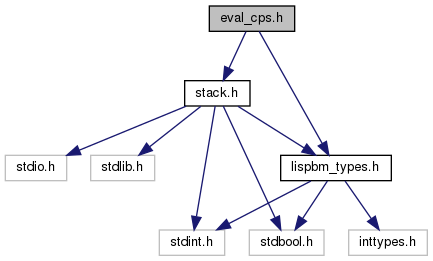 eval_cps.h
stack.h
stdio.h
stdlib.h
lispbm_types.h
stdint.h
stdbool.h
inttypes.h